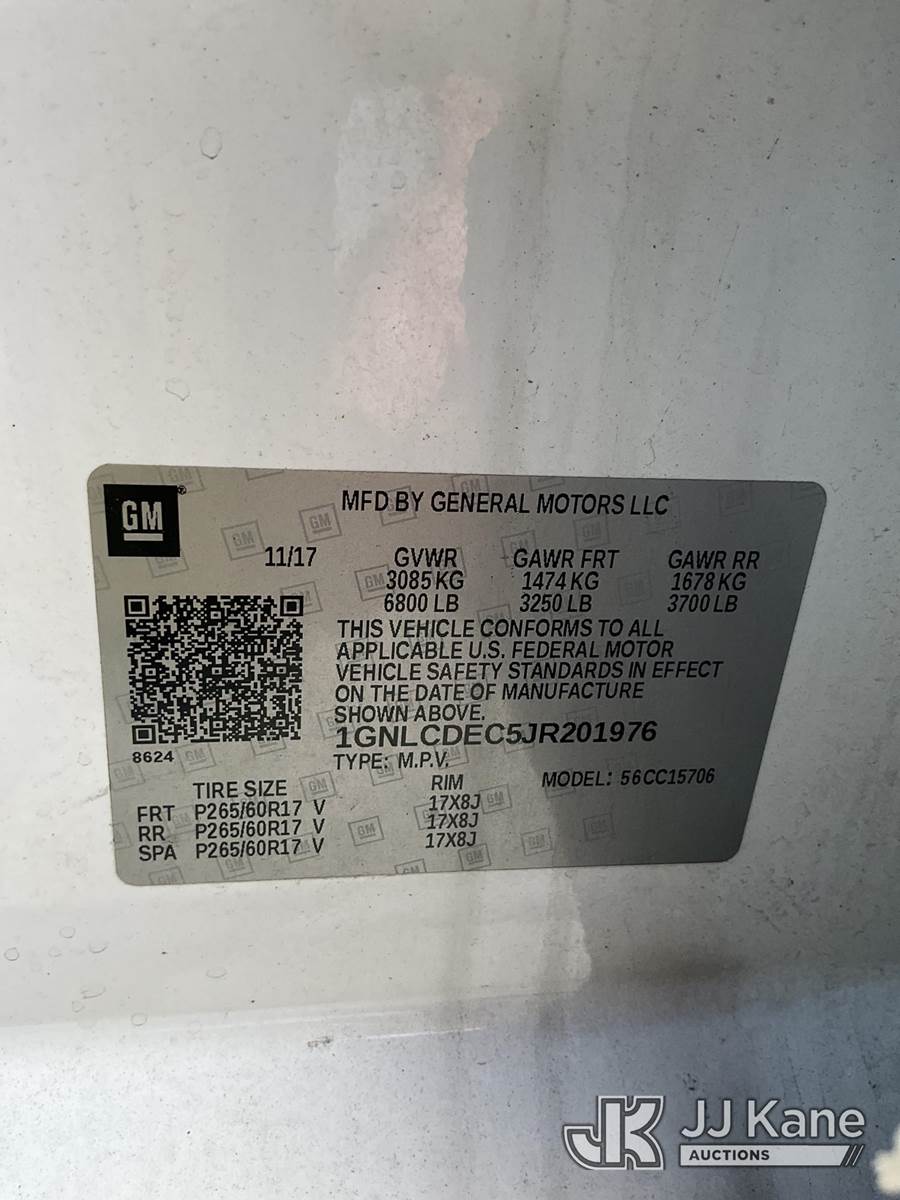 GM
MFD BY GENERAL MOTORS LLC
11/17 GVWR GAWR FRT GAWR RR
3085 KG 1474 KG 1678 KG
6800 LB 3250 LB 3700 LB
THIS VEHICLE CONFORMS TO ALL
APPLICABLE U.S. FEDERAL MOTOR
VEHICLE SAFETY STANDARDS IN EFFECT
ON THE DATE OF MANUFACTURE
SHOWN ABOVE.
1GNLCDEC5JR201976
8624
TYPE: M.P.V. MODEL: 56CC15706
TIRE SIZE RIM
FRT P265/60R17 V 17X8J
RR P265/60R17 V 17X8J
SPA P265/60R17 V 17X8J
JK JJ Kane
AUCTIONS